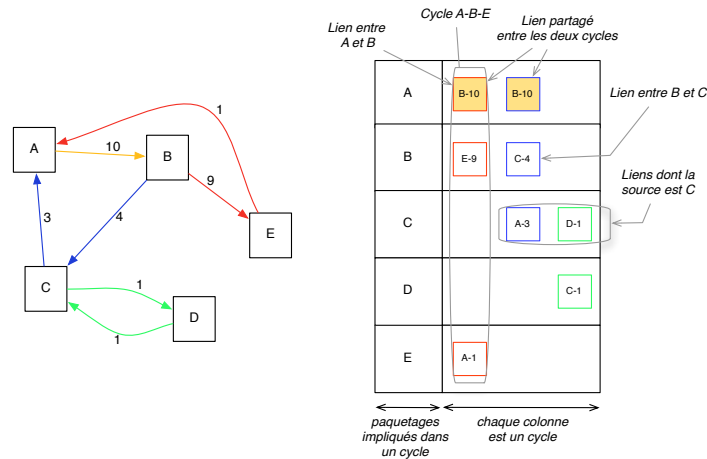 1
A
10
B
9
3
4
E
C
1
D
1
Lien entre
A et B
Cycle A-B-E
Lien partagé
entre les deux cycles
Lien entre B et C
Liens dont la
source est C
A
B-10
B-10
B
E-9
C-4
C
A-3
D-1
D
C-1
E
A-1
paquetages
impliqués dans
un cycle
chaque colonne
est un cycle